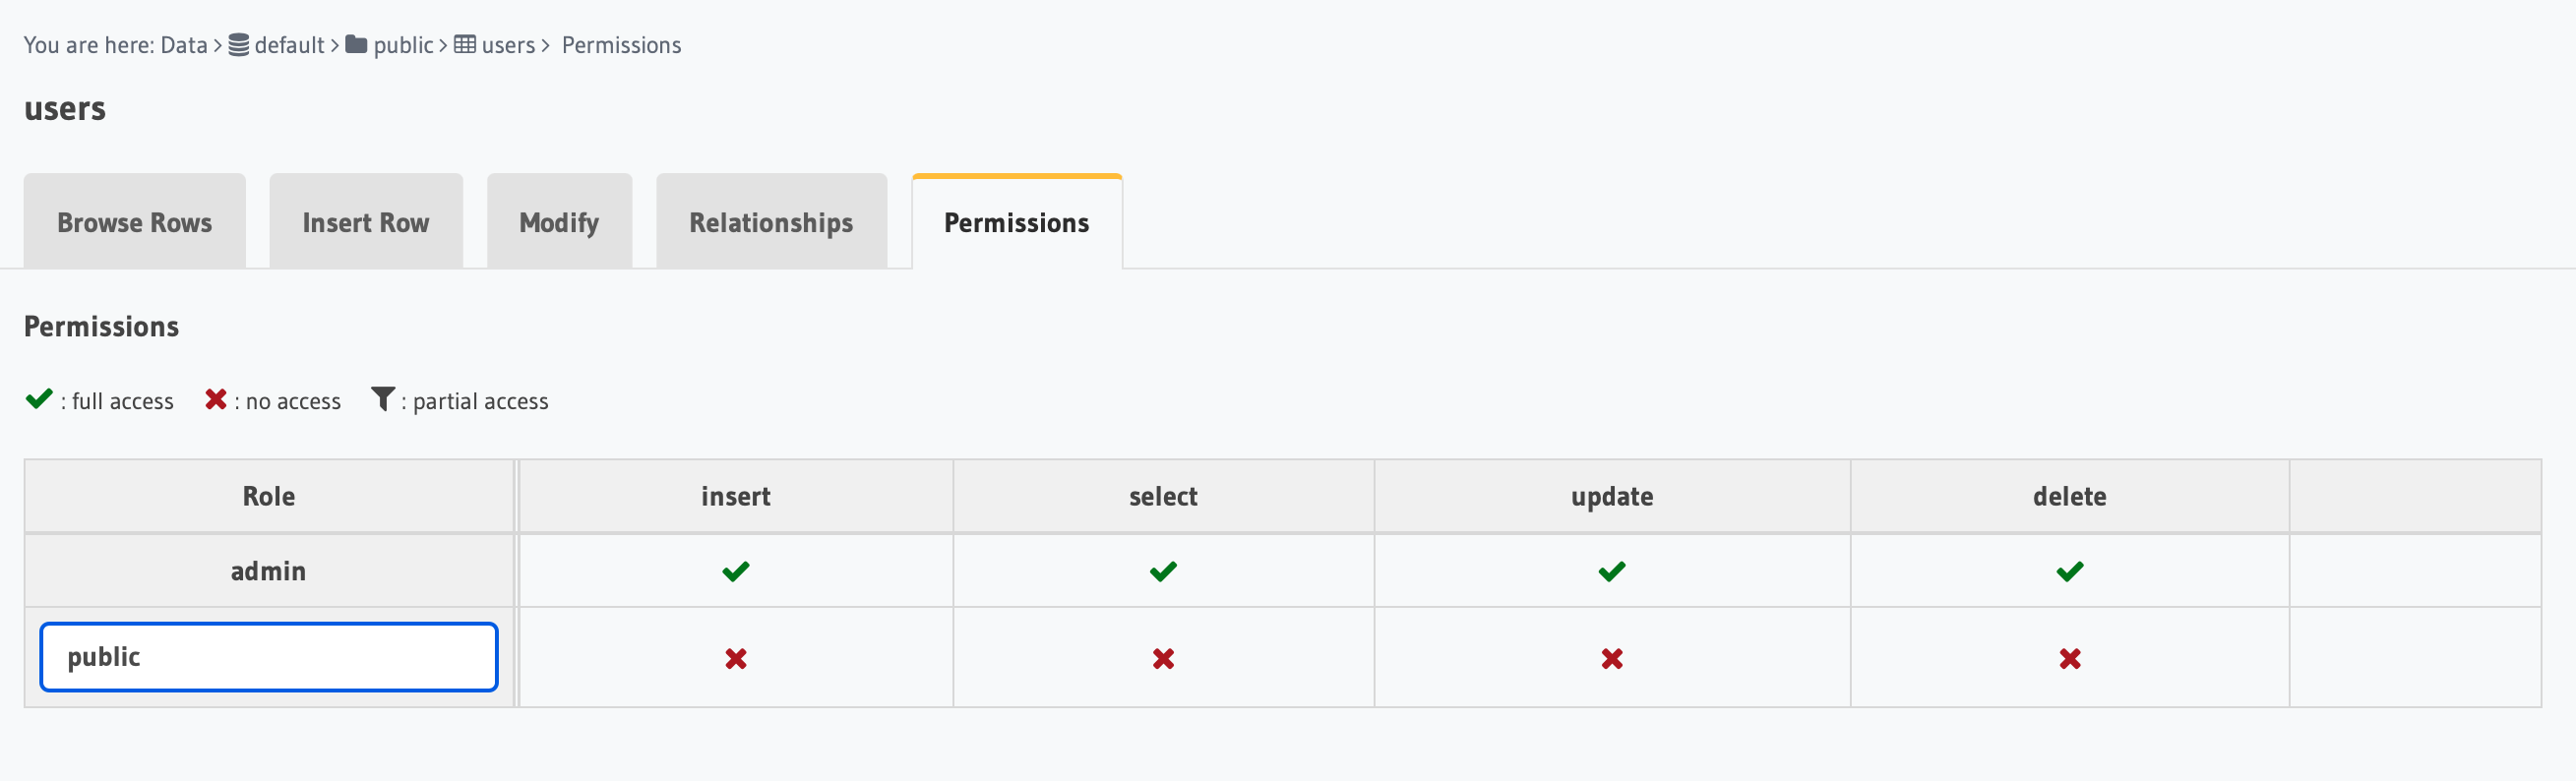 You are here: Data > default > public > users > Permissions
users
Browse Rows Insert Row Modify Relationships Permissions
Permissions
: full access : no access : partial access
Role insert select update delete
admin
public